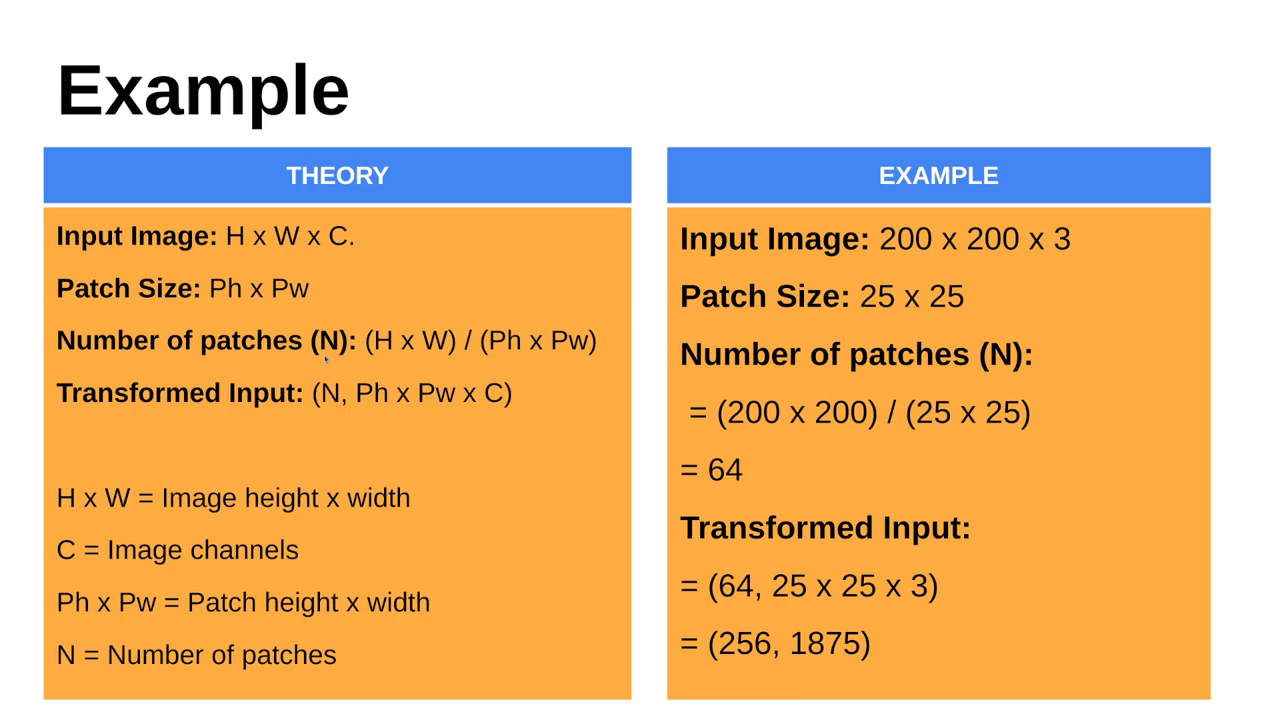 Example
THEORY
Input Image: H x W x C.
Patch Size: Ph x Pw
Number of patches (N): (H x W) / (Ph x Pw)
Transformed Input: (N, Ph x Pw x C)
H x W = Image height x width
C = Image channels
Ph x Pw = Patch height x width
N = Number of patches
EXAMPLE
Input Image: 200 x 200 x 3
Patch Size: 25 x 25
Number of patches (N):
= (200 x 200) / (25 x 25)
= 64
Transformed Input:
= (64, 25 x 25 x 3)
= (256, 1875)